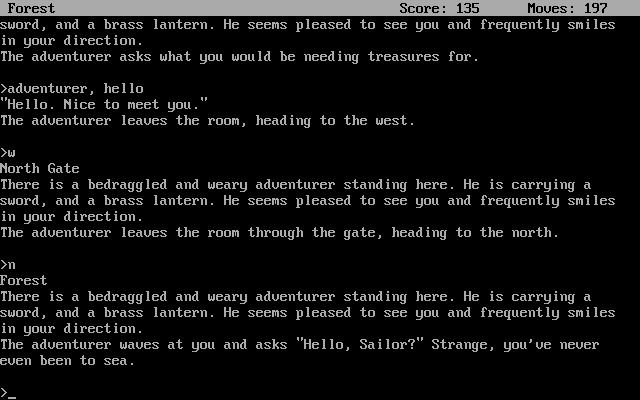 Forest Score: 135 Moves: 197
sword, and a brass lantern. He seems pleased to see you and frequently smiles
in your direction.
The adventurer asks what you would be needing treasures for.
>adventurer, hello
"Hello. Nice to meet you."
The adventurer leaves the room, heading to the west.
>w
North Gate
There is a bedraggled and weary adventurer standing here. He is carrying a
sword, and a brass lantern. He seems pleased to see you and frequently smiles
in your direction.
The adventurer leaves the room through the gate, heading to the north.
>n
Forest
There is a bedraggled and weary adventurer standing here. He is carrying a
sword, and a brass lantern. He seems pleased to see you and frequently smiles
in your direction.
The adventurer waves at you and asks "Hello, Sailor?" Strange, you've never
even been to sea.
>_